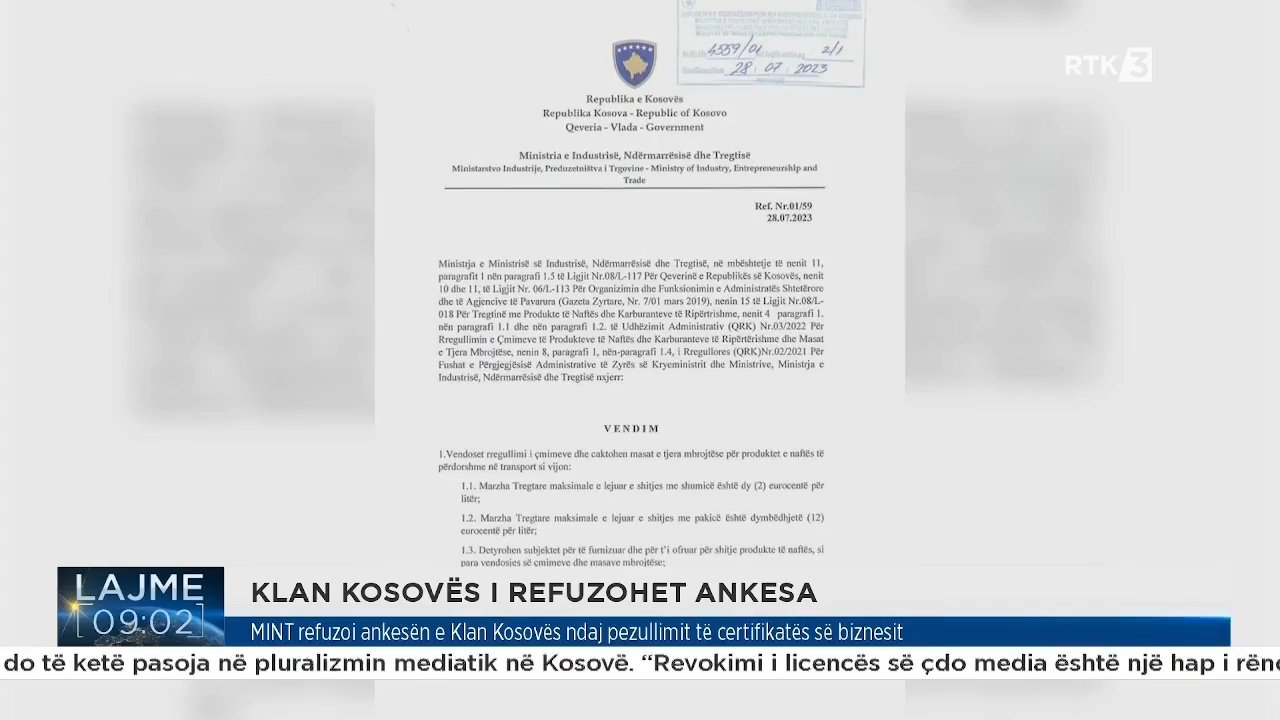 4559/01
2/1
28 07 2023
RTK 3
Republika e Kosovës
Republika Kosova - Republic of Kosovo
Qeveria - Vlada - Government
Ministria e Industrisë, Ndërmarrësisë dhe Tregtisë
Ministarstvo Industrije, Preduzetništva i Trgovine - Ministry of Industry, Entrepreneurship and
Trade
Ref. Nr.01/59
28.07.2023
Ministrja e Ministrisë së Industrisë, Ndërmarrësisë dhe Tregtisë, në mbështetje të nenit 11,
paragrafit 1 nën paragrafi 1.5 të Ligjit Nr.08/L-117 Për Qeverinë e Republikës së Kosovës, nenit
10 dhe 11, të Ligjit Nr. 06/L-113 Për Organizimin dhe Funksionimin e Administratës Shtetërore
dhe të Agjencive të Pavarura (Gazeta Zyrtare, Nr. 7/01 mars 2019), nenin 15 të Ligjit Nr.08/L-
018 Për Tregtinë me Produkte të Naftës dhe Karburanteve të Ripërtrishme, nenit 4 paragrafi 1.
nën paragrafi 1.1 dhe nën paragrafi 1.2. të Udhëzimit Administrativ (QRK) Nr.03/2022 Për
Rregullimin e Çmimeve të Produkteve të Naftës dhe Karburanteve të Ripërtërishme dhe Masat
e Tjera Mbrojtëse, nenin 8, paragrafi 1, nën-paragrafi 1.4, i Rregullores (QRK)Nr.02/2021 Për
Fushat e Përgjegjësisë Administrative të Zyrës së Kryeministrit dhe Ministrive, Ministrja e
Industrisë, Ndërmarrësisë dhe Tregtisë nxjerr:
VENDIM
1.Vendoset rregullimi i çmimeve dhe caktohen masat e tjera mbrojtëse për produktet e naftës të
përdorshme në transport si vijon:
1.1. Marzha Tregtare maksimale e lejuar e shitjes me shumicë është dy (2) eurocentë për
litër;
1.2. Marzha Tregtare maksimale e lejuar e shitjes me pakicë është dymbëdhjetë (12)
eurocentë për litër;
1.3. Detyrohen subjektet për të furnizuar dhe për t'i ofruar për shitje produkte të naftës, si
para vendosjes së çmimeve dhe masave mbrojtëse;
LAJME
09:02
KLAN KOSOVËS I REFUZOHET ANKESA
MINT refuzoi ankesën e Klan Kosovës ndaj pezullimit të certifikatës së biznesit
do të ketë pasoja në pluralizmin mediatik në Kosovë. “Revokimi i licencës së çdo media është një hap i rëne